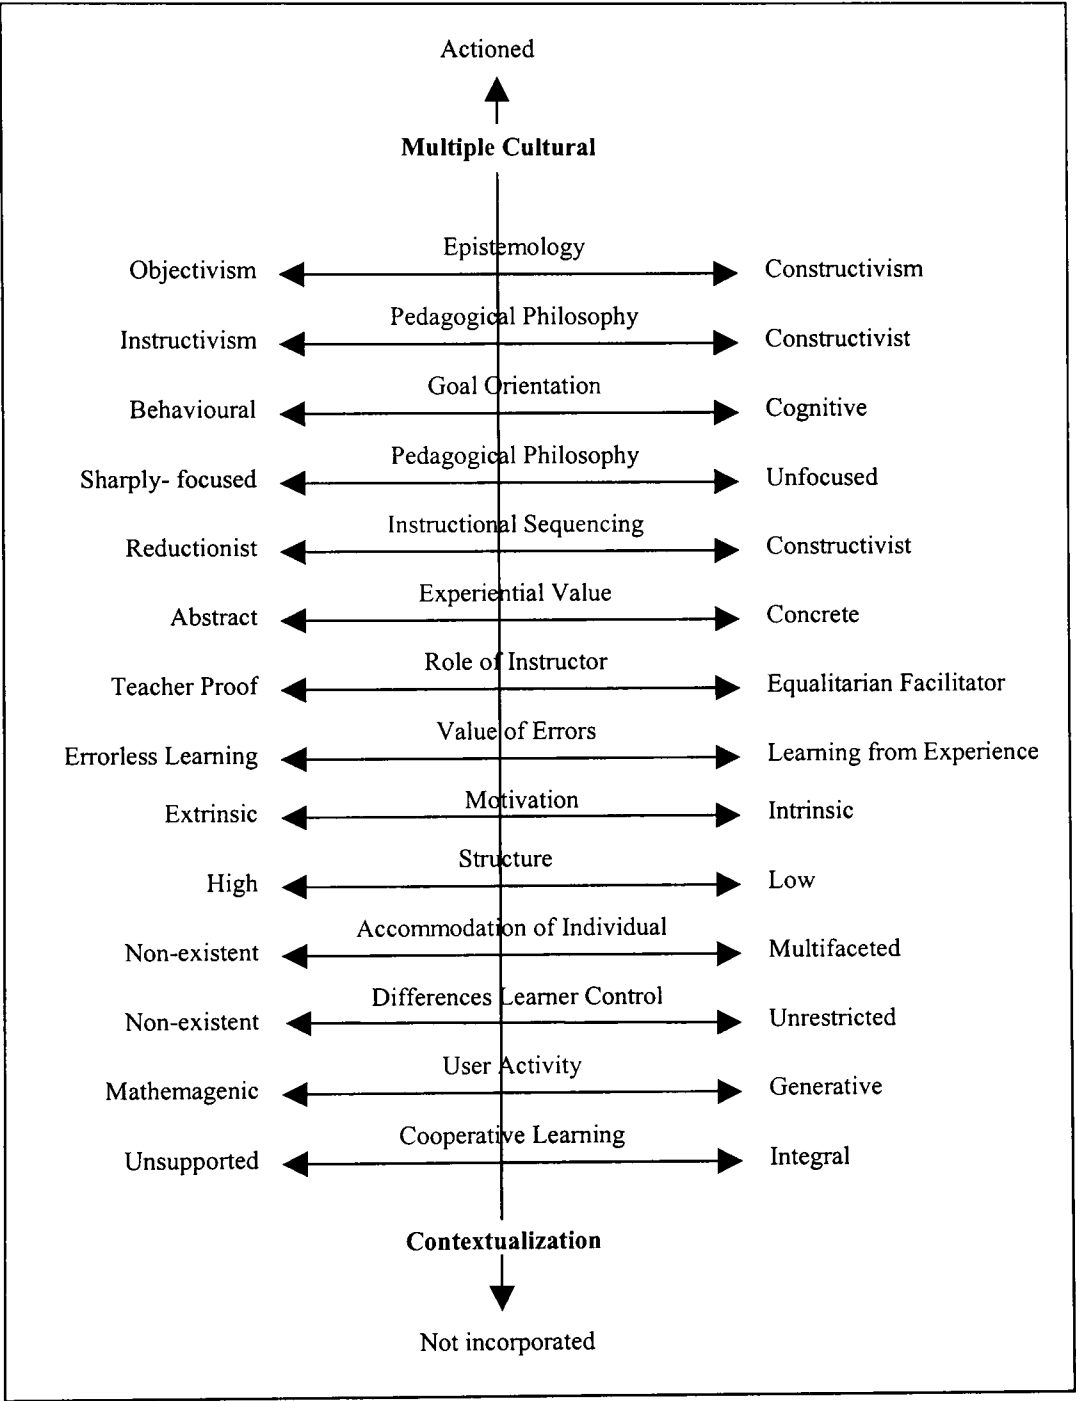 Actioned
Multiple Cultural
Epistemology
Objectivism Constructivism
Pedagogical Philosophy
Instructivism Constructivist
Goal Orientation
Behavioural Cognitive
Pedagogical Philosophy
Sharply- focused Unfocused
Instructional Sequencing
Reductionist Constructivist
Experiential Value
Abstract Concrete
Role of Instructor
Teacher Proof Equalitarian Facilitator
Value of Errors
Errorless Learning Learning from Experience
Motivation
Extrinsic Intrinsic
Structure
High Low
Accommodation of Individual
Non-existent Multifaceted
Differences Learner Control
Non-existent Unrestricted
User Activity
Mathemagenic Generative
Cooperative Learning
Unsupported Integral
Contextualization
Not incorporated